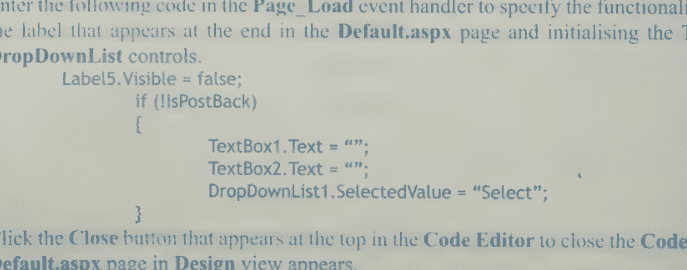 nter the following code in the Page_Load event handler to specify the functionali
e label that appears at the end in the Default.aspx page and initialising the T
ropDownList controls.
Label5.Visible = false;
if (!IsPostBack)
{
TextBox1.Text = “”;
TextBox2.Text = “”;
DropDownList1.SelectedValue = “Select”;
}
lick the Close button that appears at the top in the Code Editor to close the Code
efault.aspx page in Design view appears.